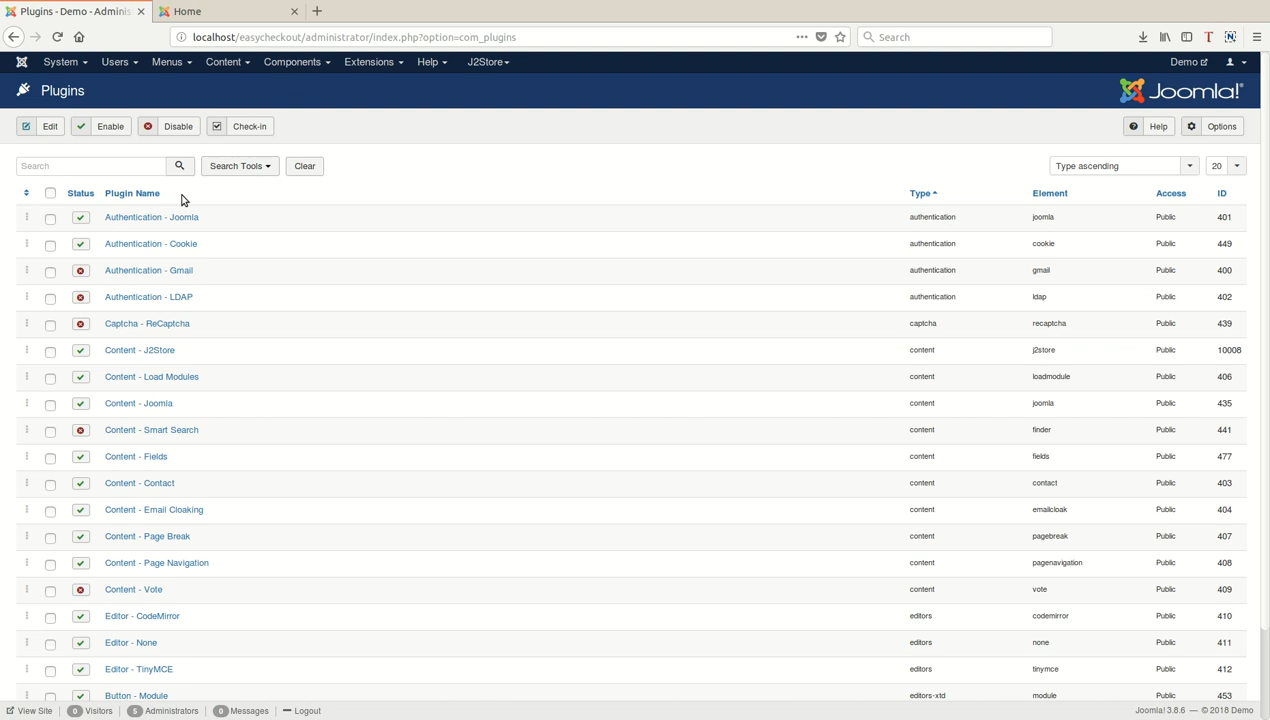 Plugins - Demo - Adminis
Home
localhost/easycheckout/administrator/index.php?option=com_plugins
Search
System Users Menus Content Components Extensions Help J2Store Demo
Plugins
Joomla!
Edit Enable Disable Check-in Help Options
Search Search Tools Clear Type ascending 20
Status Plugin Name Type Element Access ID
Authentication - Joomla authentication joomla Public 401
Authentication - Cookie authentication cookie Public 449
Authentication - Gmail authentication gmail Public 400
Authentication - LDAP authentication ldap Public 402
Captcha - ReCaptcha captcha recaptcha Public 439
Content - J2Store content j2store Public 10008
Content - Load Modules content loadmodule Public 406
Content - Joomla content joomla Public 435
Content - Smart Search content finder Public 441
Content - Fields content fields Public 477
Content - Contact content contact Public 403
Content - Email Cloaking content emailcloak Public 404
Content - Page Break content pagebreak Public 407
Content - Page Navigation content pagenavigation Public 408
Content - Vote content vote Public 409
Editor - CodeMirror editors codemirror Public 410
Editor - None editors none Public 411
Editor - TinyMCE editors tinymce Public 412
Button - Module editors-xtd module Public 453
View Site 0 Visitors 5 Administrators 0 Messages Logout Joomla! 3.8.6 — © 2018 Demo